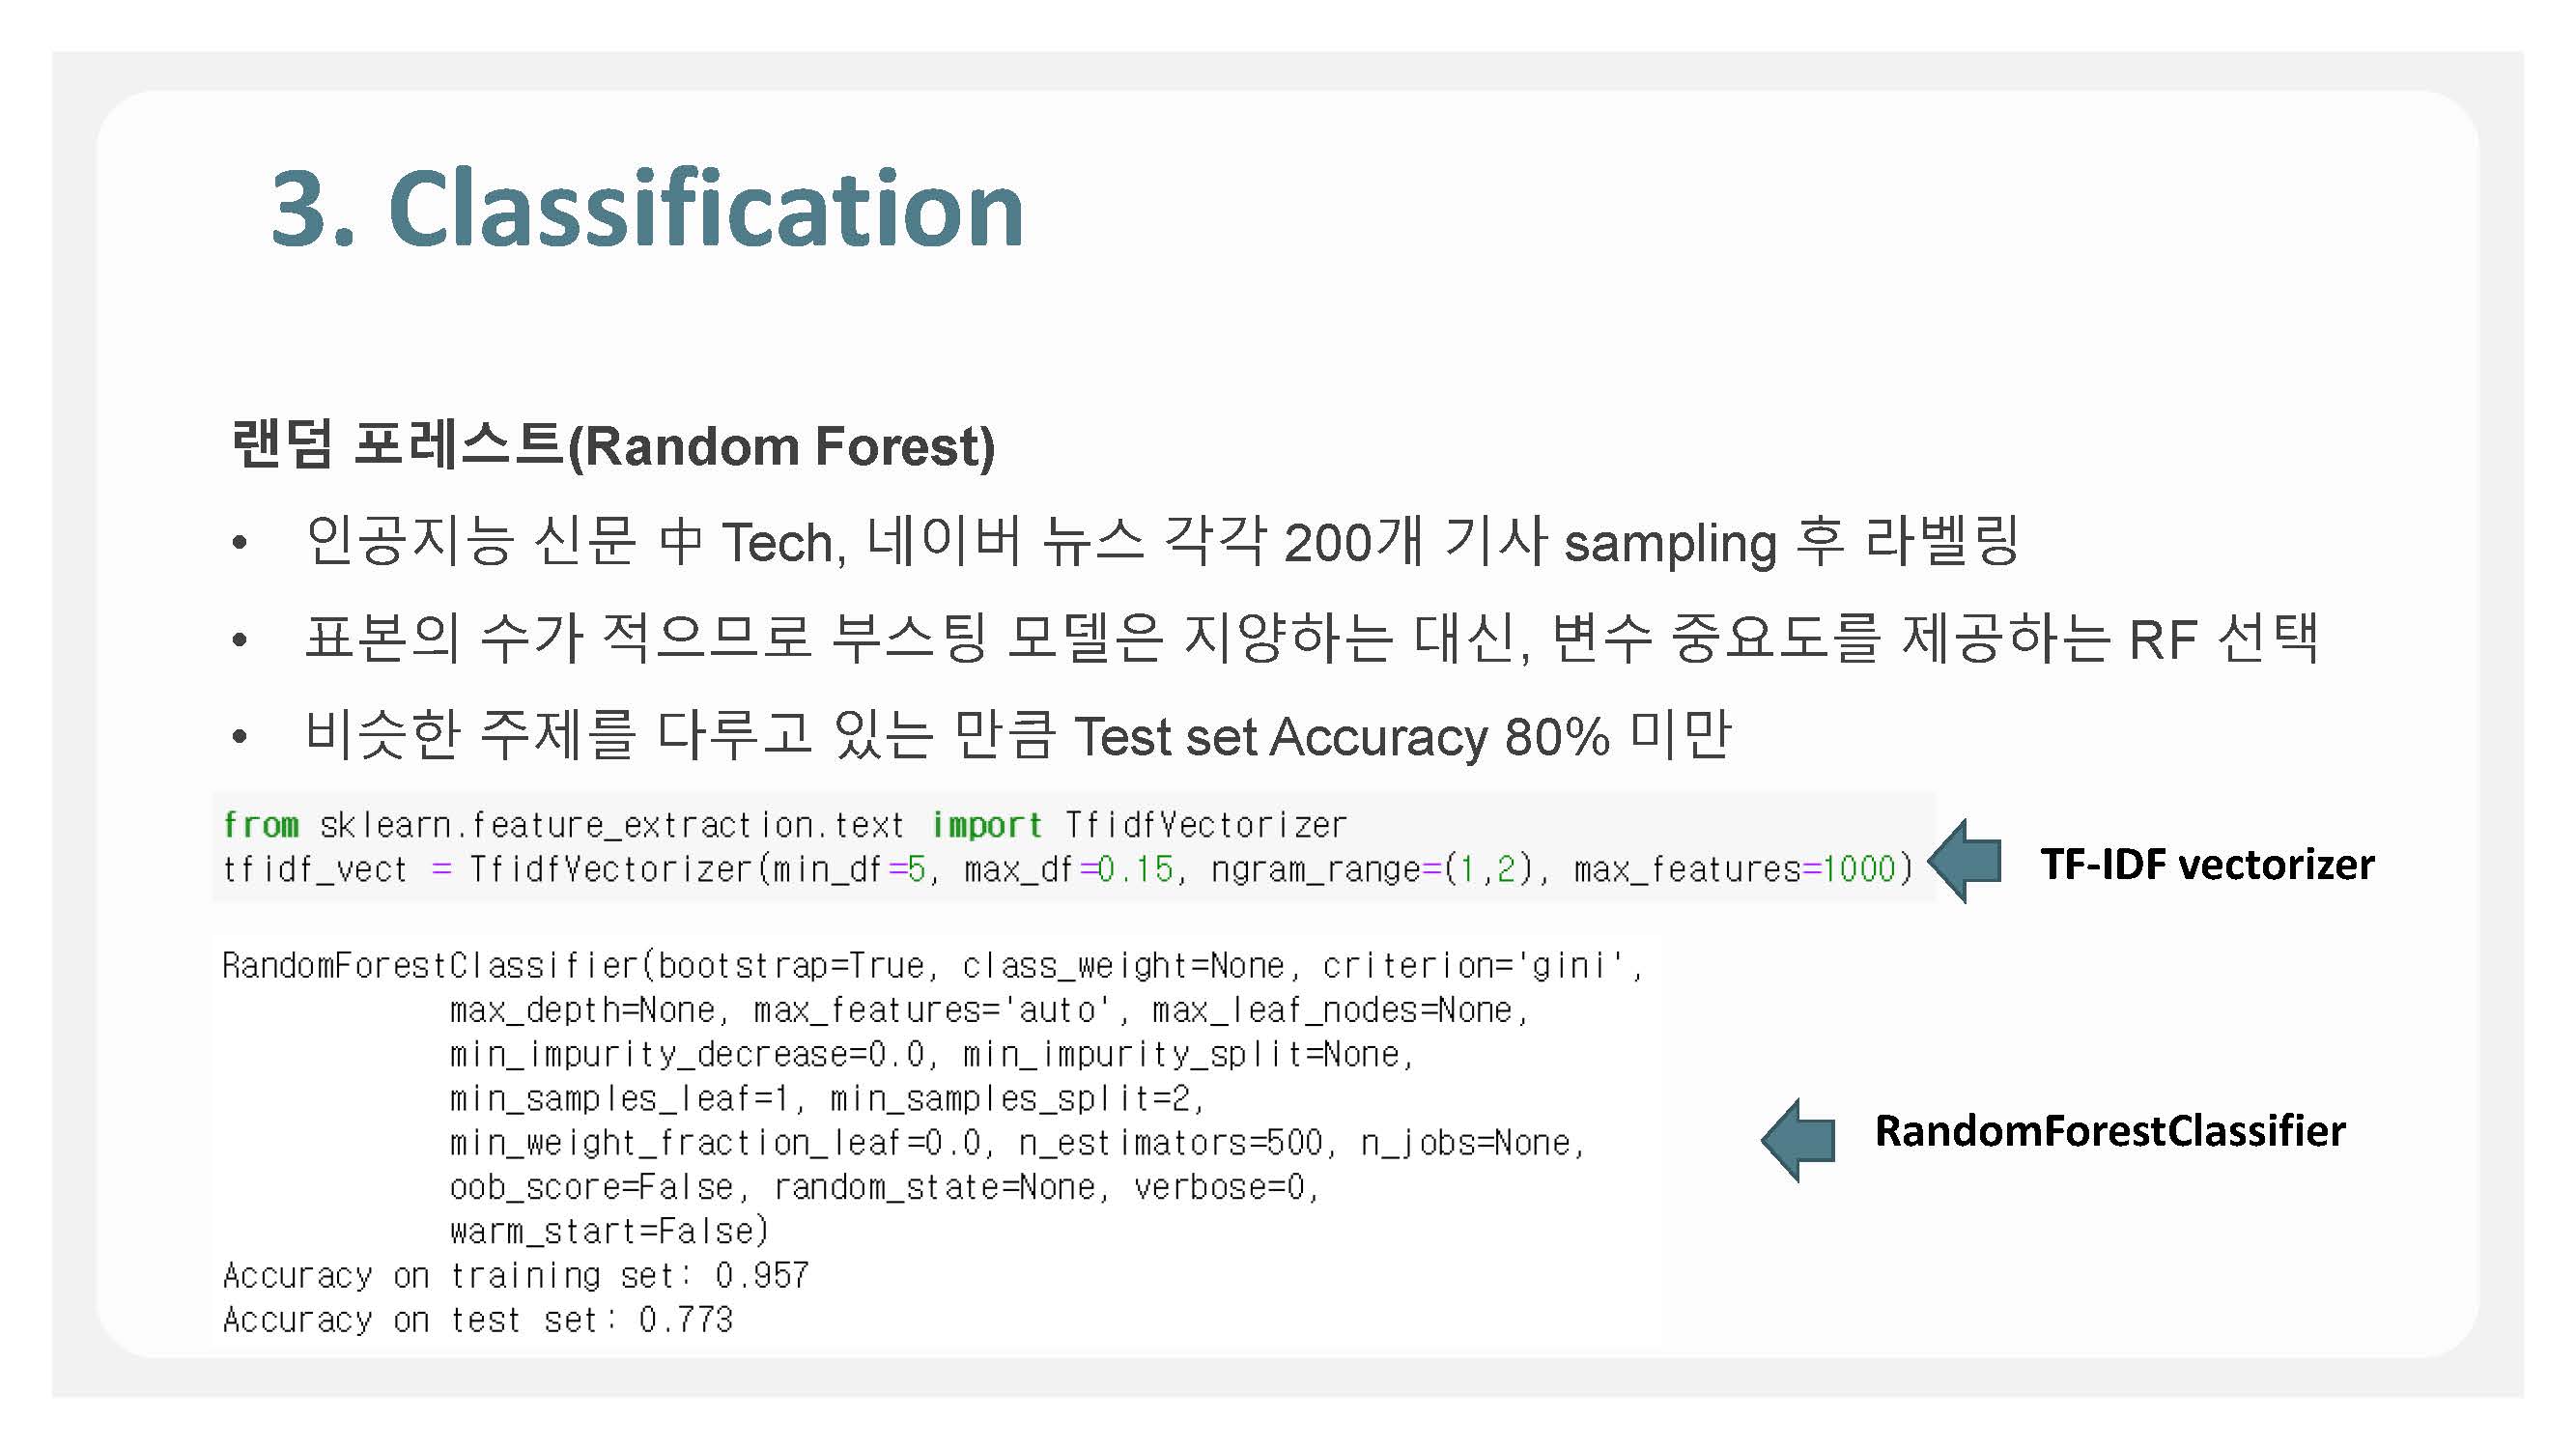 3. Classification
랜덤 포레스트(Random Forest)
• 인공지능 신문 中 Tech, 네이버 뉴스 각각 200개 기사 sampling 후 라벨링
• 표본의 수가 적으므로 부스팅 모델은 지양하는 대신, 변수 중요도를 제공하는 RF 선택
• 비슷한 주제를 다루고 있는 만큼 Test set Accuracy 80% 미만
from sklearn.feature_extraction.text import TfidfVectorizer
tfidf_vect = TfidfVectorizer(min_df=5, max_df=0.15, ngram_range=(1,2), max_features=1000)
TF-IDF vectorizer
RandomForestClassifier(bootstrap=True, class_weight=None, criterion='gini',
max_depth=None, max_features='auto', max_leaf_nodes=None,
min_impurity_decrease=0.0, min_impurity_split=None,
min_samples_leaf=1, min_samples_split=2,
min_weight_fraction_leaf=0.0, n_estimators=500, n_jobs=None,
oob_score=False, random_state=None, verbose=0,
warm_start=False)
RandomForestClassifier
Accuracy on training set: 0.957
Accuracy on test set: 0.773